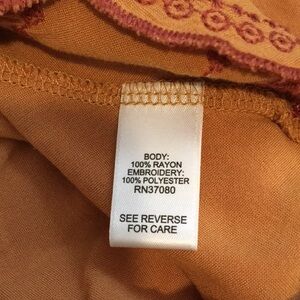 BODY:
100% RAYON
EMBROIDERY:
100% POLYESTER
RN37080
SEE REVERSE
FOR CARE